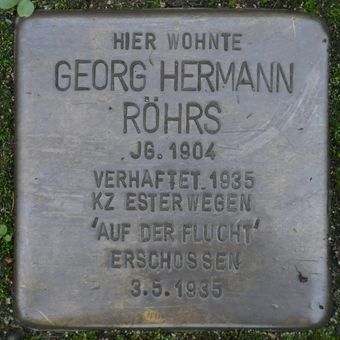 HIER WOHNTE
GEORG HERMANN
RÖHRS
JG. 1904
VERHAFTET 1935
KZ ESTERWEGEN
'AUF DER FLUCHT'
ERSCHOSSEN
3.5.1935